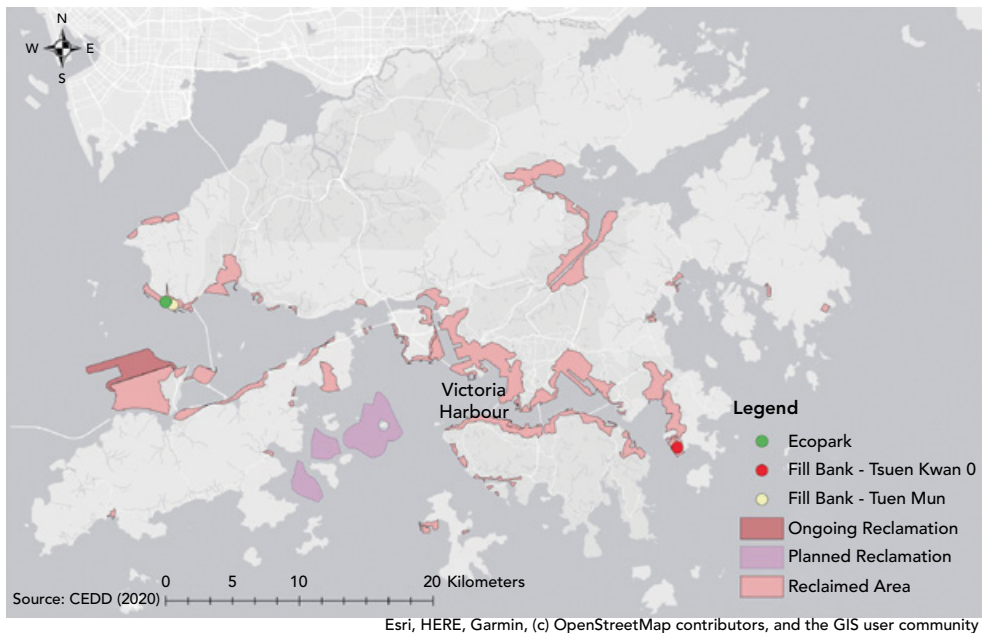 N
W E
S
Victoria
Harbour
Legend
Ecopark
Fill Bank - Tsuen Kwan 0
Fill Bank - Tuen Mun
Ongoing Reclamation
Planned Reclamation
Reclaimed Area
0 5 10 20 Kilometers
Source: CEDD (2020)
Esri, HERE, Garmin, (c) OpenStreetMap contributors, and the GIS user community